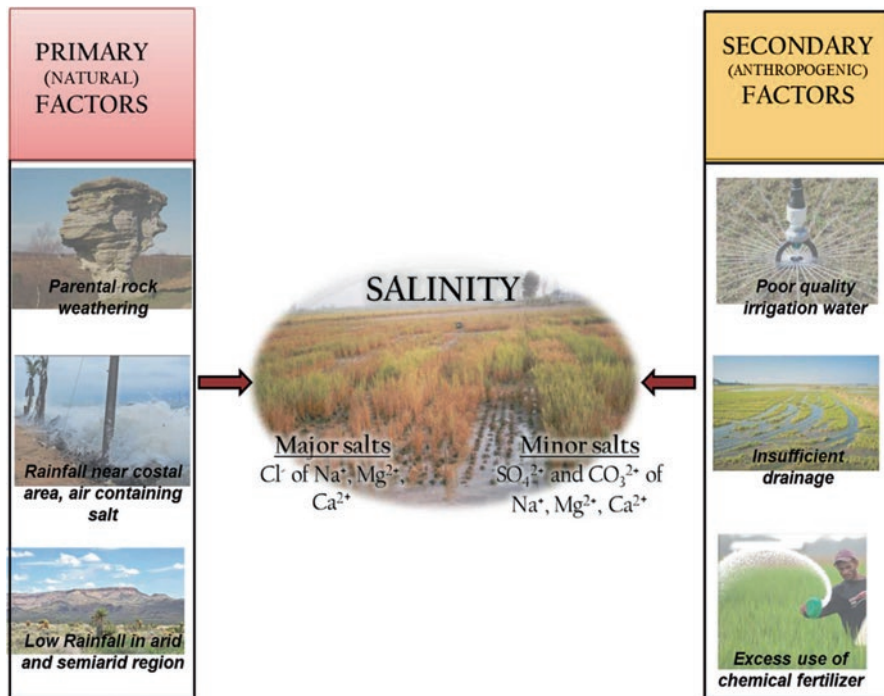 PRIMARY
(NATURAL)
FACTORS
Parental rock
weathering
Rainfall near costal
area, air containing
salt
Low Rainfall in arid
and semiarid region
SALINITY
Major salts
Cl⁻ of Na⁺, Mg²⁺,
Ca²⁺
Minor salts
SO₄²⁺ and CO₃²⁺ of
Na⁺, Mg²⁺, Ca²⁺
SECONDARY
(ANTHROPOGENIC)
FACTORS
Poor quality
irrigation water
Insufficient
drainage
Excess use of
chemical fertilizer